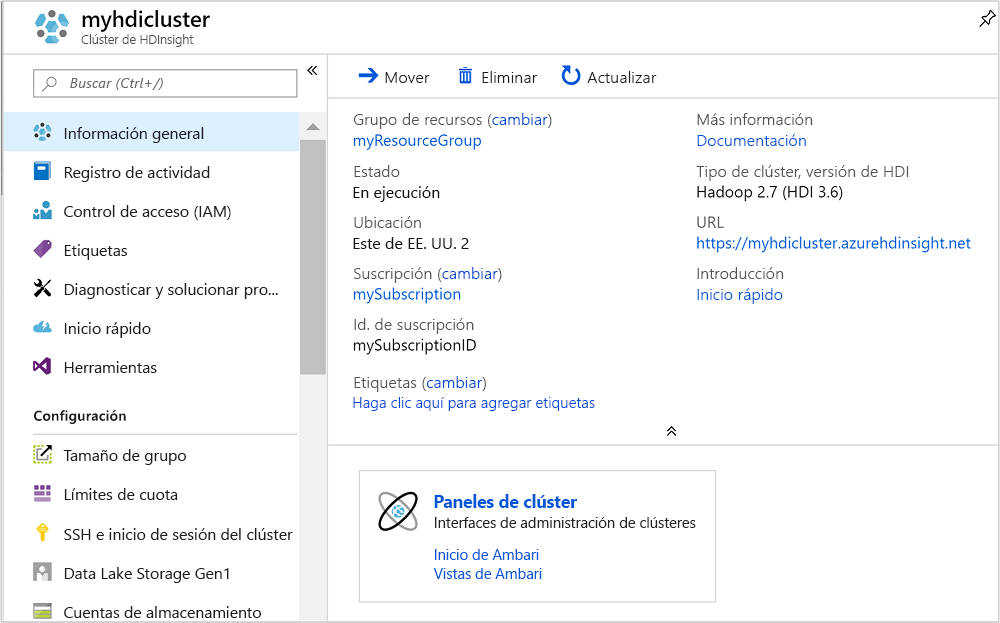 myhdicluster
Clúster de HDInsight
Buscar (Ctrl+/)
Información general
Registro de actividad
Control de acceso (IAM)
Etiquetas
Diagnosticar y solucionar pro...
Inicio rápido
Herramientas
Configuración
Tamaño de grupo
Límites de cuota
SSH e inicio de sesión del clúster
Data Lake Storage Gen1
Cuentas de almacenamiento
Mover Eliminar Actualizar
Grupo de recursos (cambiar)
myResourceGroup
Estado
En ejecución
Ubicación
Este de EE. UU. 2
Suscripción (cambiar)
mySubscription
Id. de suscripción
mySubscriptionID
Etiquetas (cambiar)
Haga clic aquí para agregar etiquetas
Más información
Documentación
Tipo de clúster, versión de HDI
Hadoop 2.7 (HDI 3.6)
URL
https://myhdicluster.azurehdinsight.net
Introducción
Inicio rápido
Paneles de clúster
Interfaces de administración de clústeres
Inicio de Ambari
Vistas de Ambari